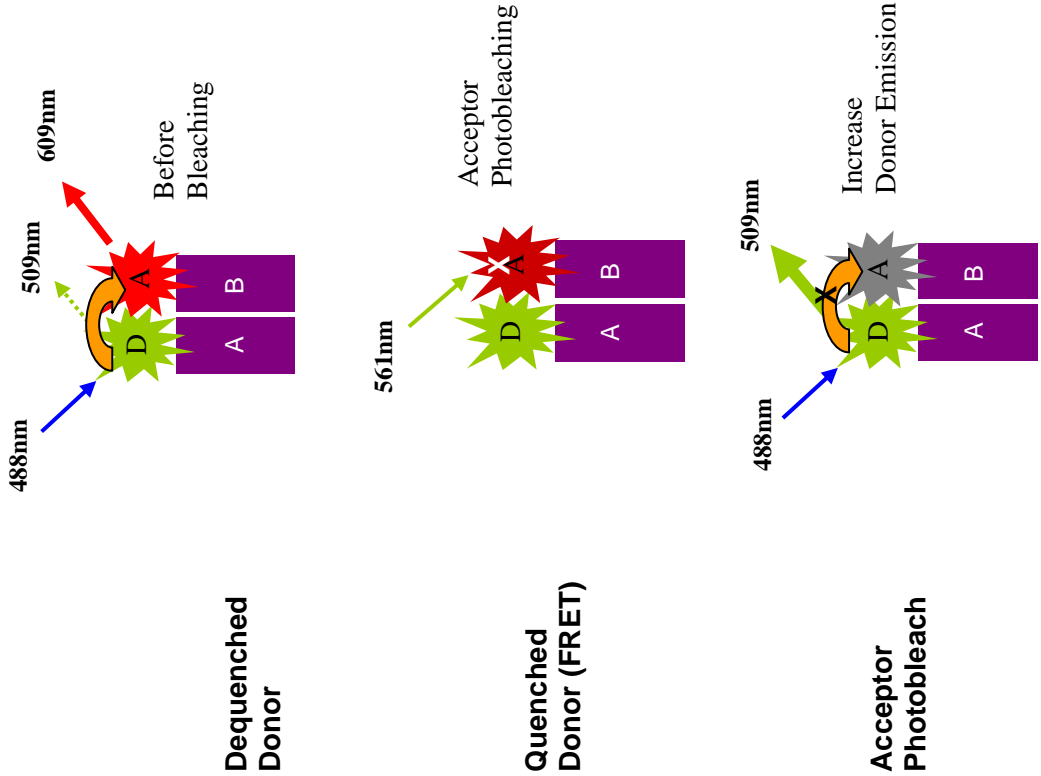 488nm
509nm
609nm
D
A
A
B
Before
Bleaching
Dequenched
Donor
561nm
D
A
X
A
B
Acceptor
Photobleaching
Quenched
Donor (FRET)
488nm
509nm
X
D
A
A
B
Increase
Donor Emission
Acceptor
Photobleach